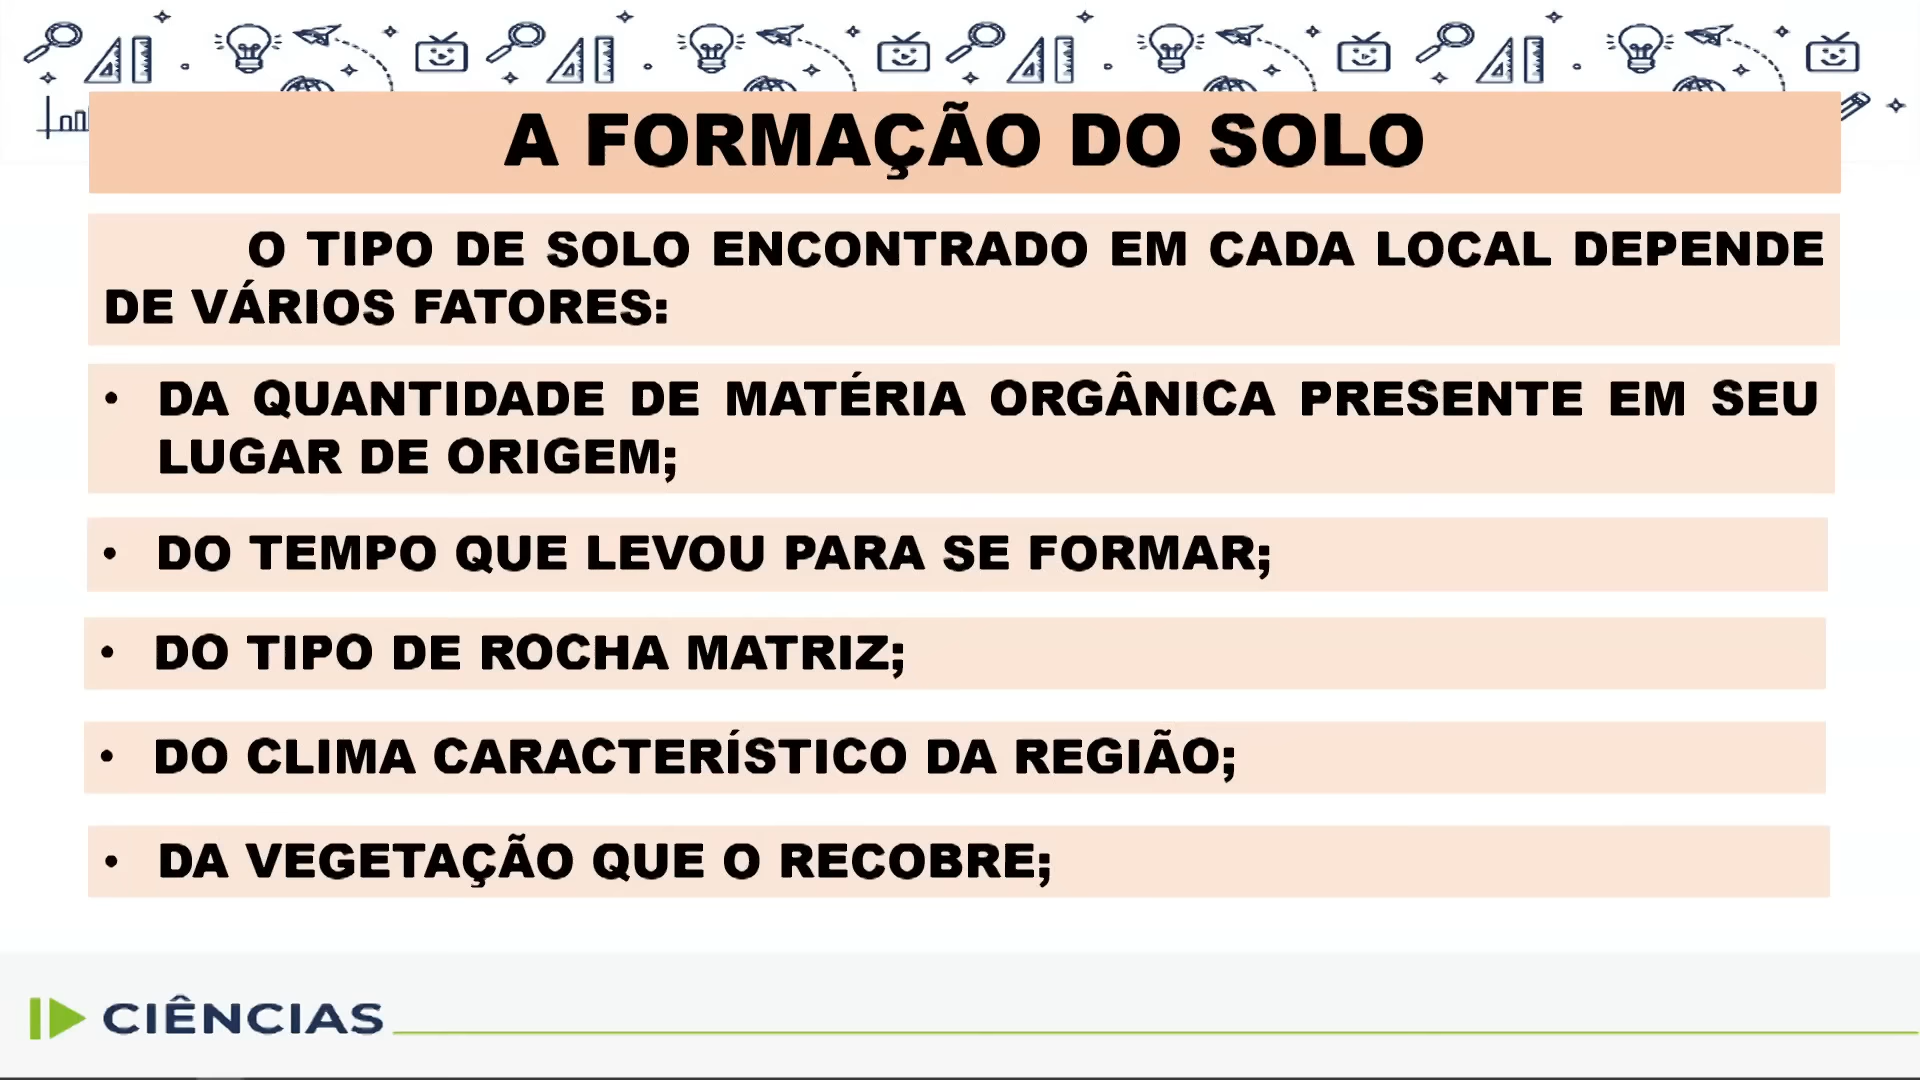 A FORMAÇÃO DO SOLO
O TIPO DE SOLO ENCONTRADO EM CADA LOCAL DEPENDE
DE VÁRIOS FATORES:
• DA QUANTIDADE DE MATÉRIA ORGÂNICA PRESENTE EM SEU
LUGAR DE ORIGEM;
• DO TEMPO QUE LEVOU PARA SE FORMAR;
• DO TIPO DE ROCHA MATRIZ;
• DO CLIMA CARACTERÍSTICO DA REGIÃO;
• DA VEGETAÇÃO QUE O RECOBRE;
CIÊNCIAS